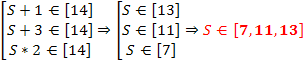 S + 1 ∈ [14]
S + 3 ∈ [14] ⇒
S * 2 ∈ [14]
S ∈ [13]
S ∈ [11] ⇒ S ∈ [7, 11, 13]
S ∈ [7]